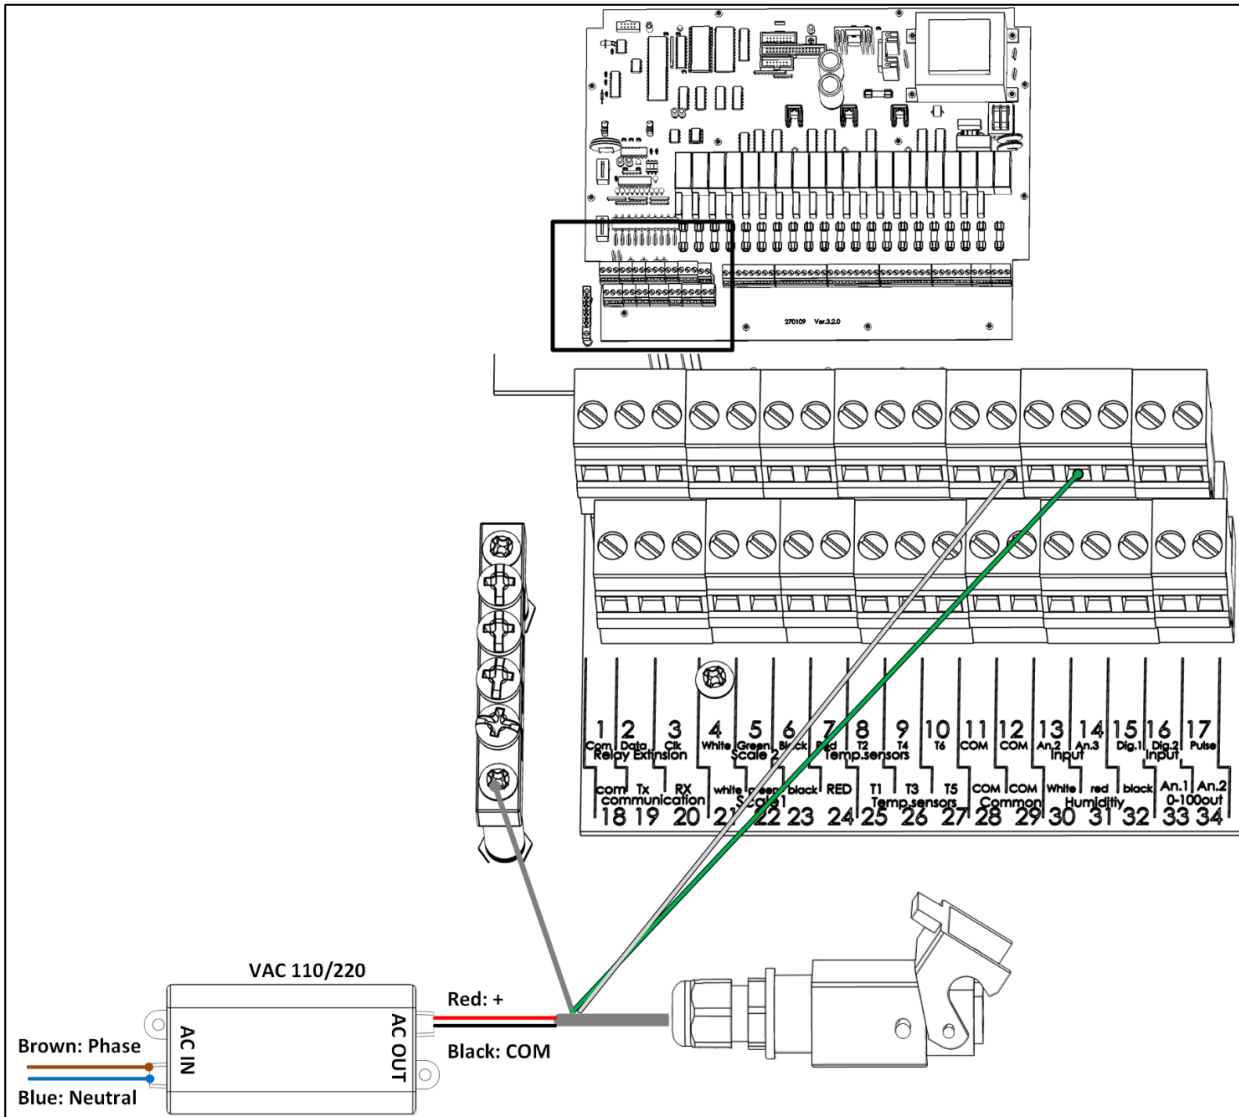 270109 Ver.3.2.0
1 2 3 4 5 6 7 8 9 10 11 12 13 14 15 16 17
Com Data Clk White Green Black Red T2 T4 T6 COM COM An.2 An.3 Dig.1 Dig.2 Pulse
Relay Extinsion Scale 2 Temp.sensors Input Input
com Tx RX white green black RED T1 T3 T5 COM COM White red black An.1 An.2
communication Scale1 Temp.sensors Common Humiditiy 0-100out
18 19 20 21 22 23 24 25 26 27 28 29 30 31 32 33 34
VAC 110/220
Red: +
AC IN
AC OUT
Brown: Phase
Black: COM
Blue: Neutral